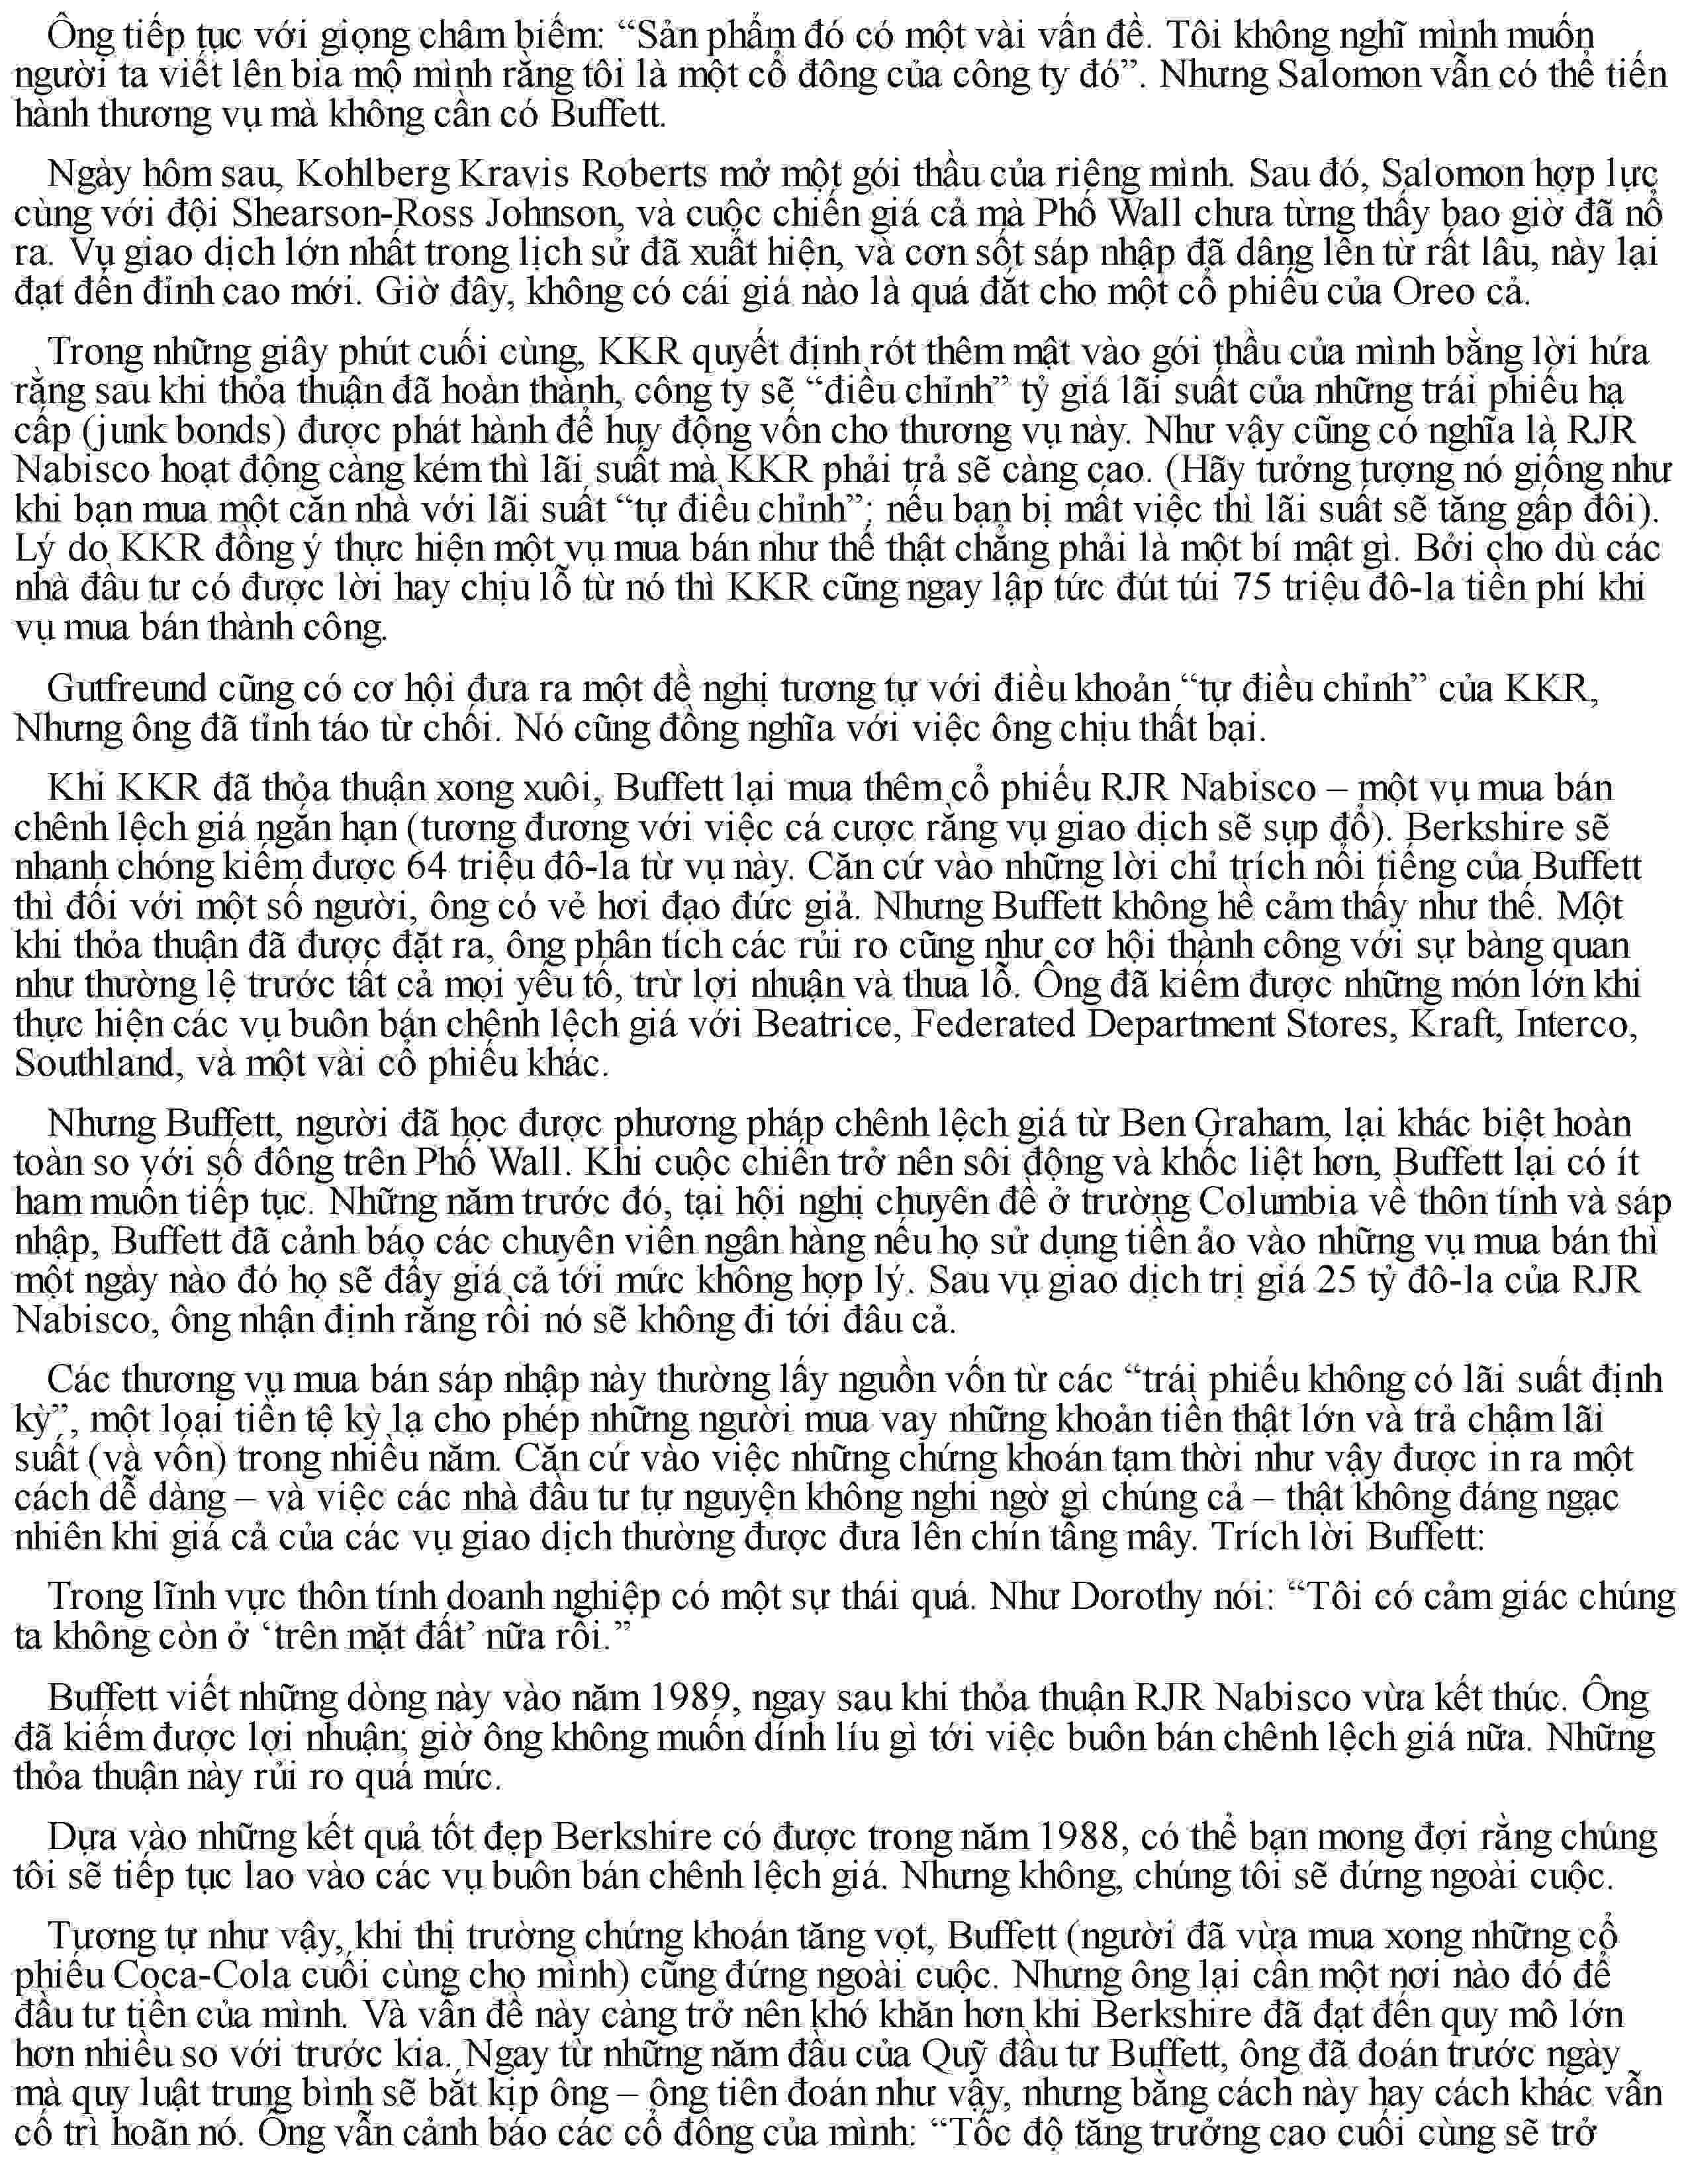 Ông tiếp tục với giọng châm biếm: “Sản phẩm đó có một vài vấn đề. Tôi không nghĩ mình muốn
người ta viết lên bia mộ mình rằng tôi là một cổ đông của công ty đó”. Nhưng Salomon vẫn có thể tiến
hành thương vụ mà không cần có Buffett.
Ngày hôm sau, Kohlberg Kravis Roberts mở một gói thầu của riêng mình. Sau đó, Salomon hợp lực
cùng với đội Shearson-Ross Johnson, và cuộc chiến giá cả mà Phố Wall chưa từng thấy bao giờ đã nổ
ra. Vụ giao dịch lớn nhất trong lịch sử đã xuất hiện, và cơn sốt sáp nhập đã dâng lên từ rất lâu, này lại
đạt đến đỉnh cao mới. Giờ đây, không có cái giá nào là quá đắt cho một cổ phiếu của Oreo cả.
Trong những giây phút cuối cùng, KKR quyết định rót thêm mật vào gói thầu của mình bằng lời hứa
rằng sau khi thỏa thuận đã hoàn thành, công ty sẽ “điều chỉnh” tỷ giá lãi suất của những trái phiếu hạ
cấp (junk bonds) được phát hành để huy động vốn cho thương vụ này. Như vậy cũng có nghĩa là RJR
Nabisco hoạt động càng kém thì lãi suất mà KKR phải trả sẽ càng cao. (Hãy tưởng tượng nó giống như
khi bạn mua một căn nhà với lãi suất “tự điều chỉnh”; nếu bạn bị mất việc thì lãi suất sẽ tăng gấp đôi).
Lý do KKR đồng ý thực hiện một vụ mua bán như thế thật chẳng phải là một bí mật gì. Bởi cho dù các
nhà đầu tư có được lời hay chịu lỗ từ nó thì KKR cũng ngay lập tức đút túi 75 triệu đô-la tiền phí khi
vụ mua bán thành công.
Gutfreund cũng có cơ hội đưa ra một đề nghị tương tự với điều khoản “tự điều chỉnh” của KKR,
Nhưng ông đã tỉnh táo từ chối. Nó cũng đồng nghĩa với việc ông chịu thất bại.
Khi KKR đã thỏa thuận xong xuôi, Buffett lại mua thêm cổ phiếu RJR Nabisco – một vụ mua bán
chênh lệch giá ngắn hạn (tương đương với việc cá cược rằng vụ giao dịch sẽ sụp đổ). Berkshire sẽ
nhanh chóng kiếm được 64 triệu đô-la từ vụ này. Căn cứ vào những lời chỉ trích nổi tiếng của Buffett
thì đối với một số người, ông có vẻ hơi đạo đức giả. Nhưng Buffett không hề cảm thấy như thế. Một
khi thỏa thuận đã được đặt ra, ông phân tích các rủi ro cũng như cơ hội thành công với sự bàng quan
như thường lệ trước tất cả mọi yếu tố, trừ lợi nhuận và thua lỗ. Ông đã kiếm được những món lớn khi
thực hiện các vụ buôn bán chênh lệch giá với Beatrice, Federated Department Stores, Kraft, Interco,
Southland, và một vài cổ phiếu khác.
Nhưng Buffett, người đã học được phương pháp chênh lệch giá từ Ben Graham, lại khác biệt hoàn
toàn so với số đông trên Phố Wall. Khi cuộc chiến trở nên sôi động và khốc liệt hơn, Buffett lại có ít
ham muốn tiếp tục. Những năm trước đó, tại hội nghị chuyên đề ở trường Columbia về thôn tính và sáp
nhập, Buffett đã cảnh báo các chuyên viên ngân hàng nếu họ sử dụng tiền ảo vào những vụ mua bán thì
một ngày nào đó họ sẽ đẩy giá cả tới mức không hợp lý. Sau vụ giao dịch trị giá 25 tỷ đô-la của RJR
Nabisco, ông nhận định rằng rồi nó sẽ không đi tới đâu cả.
Các thương vụ mua bán sáp nhập này thường lấy nguồn vốn từ các “trái phiếu không có lãi suất định
kỳ”, một loại tiền tệ kỳ lạ cho phép những người mua vay những khoản tiền thật lớn và trả chậm lãi
suất (và vốn) trong nhiều năm. Căn cứ vào việc những chứng khoán tạm thời như vậy được in ra một
cách dễ dàng – và việc các nhà đầu tư tự nguyện không nghi ngờ gì chúng cả – thật không đáng ngạc
nhiên khi giá cả của các vụ giao dịch thường được đưa lên chín tầng mây. Trích lời Buffett:
Trong lĩnh vực thôn tính doanh nghiệp có một sự thái quá. Như Dorothy nói: “Tôi có cảm giác chúng
ta không còn ở ‘trên mặt đất’ nữa rồi.”
Buffett viết những dòng này vào năm 1989, ngay sau khi thỏa thuận RJR Nabisco vừa kết thúc. Ông
đã kiếm được lợi nhuận; giờ ông không muốn dính líu gì tới việc buôn bán chênh lệch giá nữa. Những
thỏa thuận này rủi ro quá mức.
Dựa vào những kết quả tốt đẹp Berkshire có được trong năm 1988, có thể bạn mong đợi rằng chúng
tôi sẽ tiếp tục lao vào các vụ buôn bán chênh lệch giá. Nhưng không, chúng tôi sẽ đứng ngoài cuộc.
Tương tự như vậy, khi thị trường chứng khoán tăng vọt, Buffett (người đã vừa mua xong những cổ
phiếu Coca-Cola cuối cùng cho mình) cũng đứng ngoài cuộc. Nhưng ông lại cần một nơi nào đó để
đầu tư tiền của mình. Và vấn đề này càng trở nên khó khăn hơn khi Berkshire đã đạt đến quy mô lớn
hơn nhiều so với trước kia. Ngay từ những năm đầu của Quỹ đầu tư Buffett, ông đã đoán trước ngày
mà quy luật trung bình sẽ bắt kịp ông – ông tiên đoán như vậy, nhưng bằng cách này hay cách khác vẫn
cố trì hoãn nó. Ông vẫn cảnh báo các cổ đông của mình: “Tốc độ tăng trưởng cao cuối cùng sẽ trở